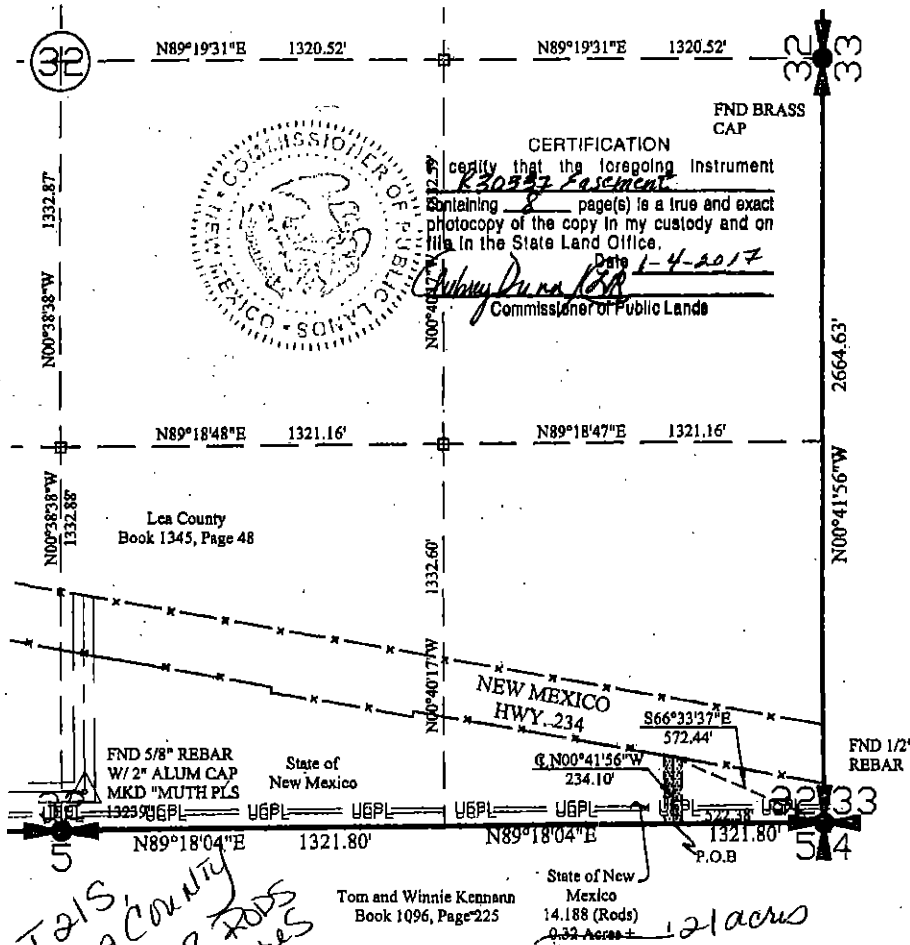 32
N89°19'31"E 1320.52'
N89°19'31"E 1320.52'
32 33
FND BRASS
CAP
COMMISSIONER OF PUBLIC LANDS
NEW MEXICO
CERTIFICATION
certify that the foregoing instrument
Easement
containing 8 page(s) is a true and exact
photocopy of the copy in my custody and on
file in the State Land Office.
Date 1-4-2017
Aubrey Dunn
Commissioner of Public Lands
1332.87'
N00°38'38"W
N00°40'17"W
2664.63'
N00°41'56"W
N89°18'48"E 1321.16'
N89°18'47"E 1321.16'
N00°38'38"W
1332.88'
Lea County
Book 1345, Page 48
1332.60'
N00°40'17"W
NEW MEXICO
HWY. 234
S66°33'37"E
572.44'
℄ N00°41'56"W
234.10'
FND 1/2"
REBAR
FND 5/8" REBAR
W/ 2" ALUM CAP
MKD "MUTH PLS
13239"
State of
New Mexico
UGPL UGPL UGPL UGPL UGPL UGPL UGPL
522.38'
32 33
5
N89°18'04"E 1321.80'
N89°18'04"E 1321.80'
5 4
P.O.B
T21S,
County
RODS
Tom and Winnie Kennann
Book 1096, Page 225
State of New
Mexico
14.188 (Rods)
0.32 Acres ±
.121 acres